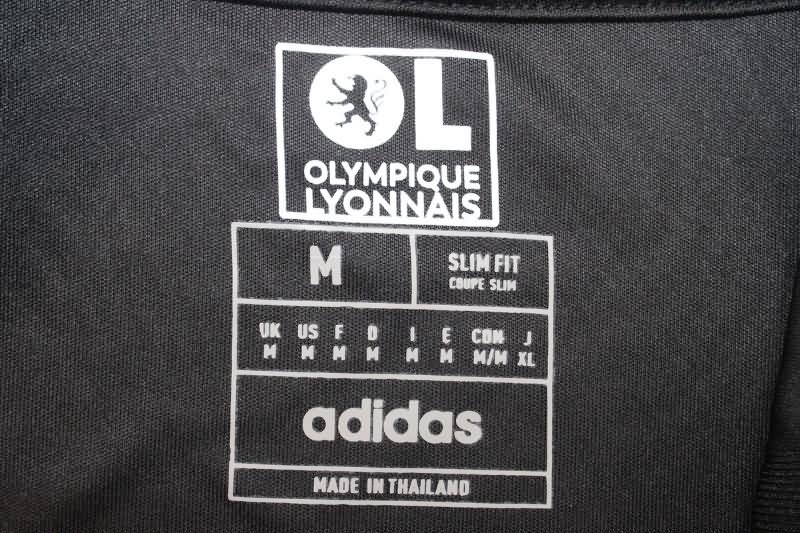 OL
OLYMPIQUE
LYONNAIS
M
SLIM FIT
COUPE SLIM
UK US F D I E CON J
M M M M M M M/M XL
adidas
MADE IN THAILAND